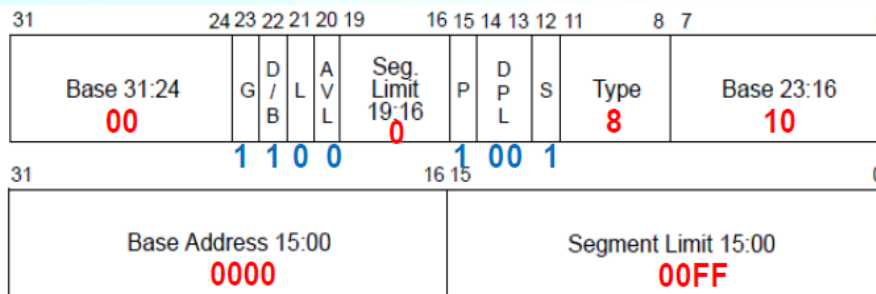 31 24 23 22 21 20 19 16 15 14 13 12 11 8 7
Base 31:24 G D / B L A V L Seg. Limit 19:16 P D P L S Type Base 23:16
00 0 8 10
1 1 0 0 1 00 1
31 16 15 0
Base Address 15:00 Segment Limit 15:00
0000 00FF